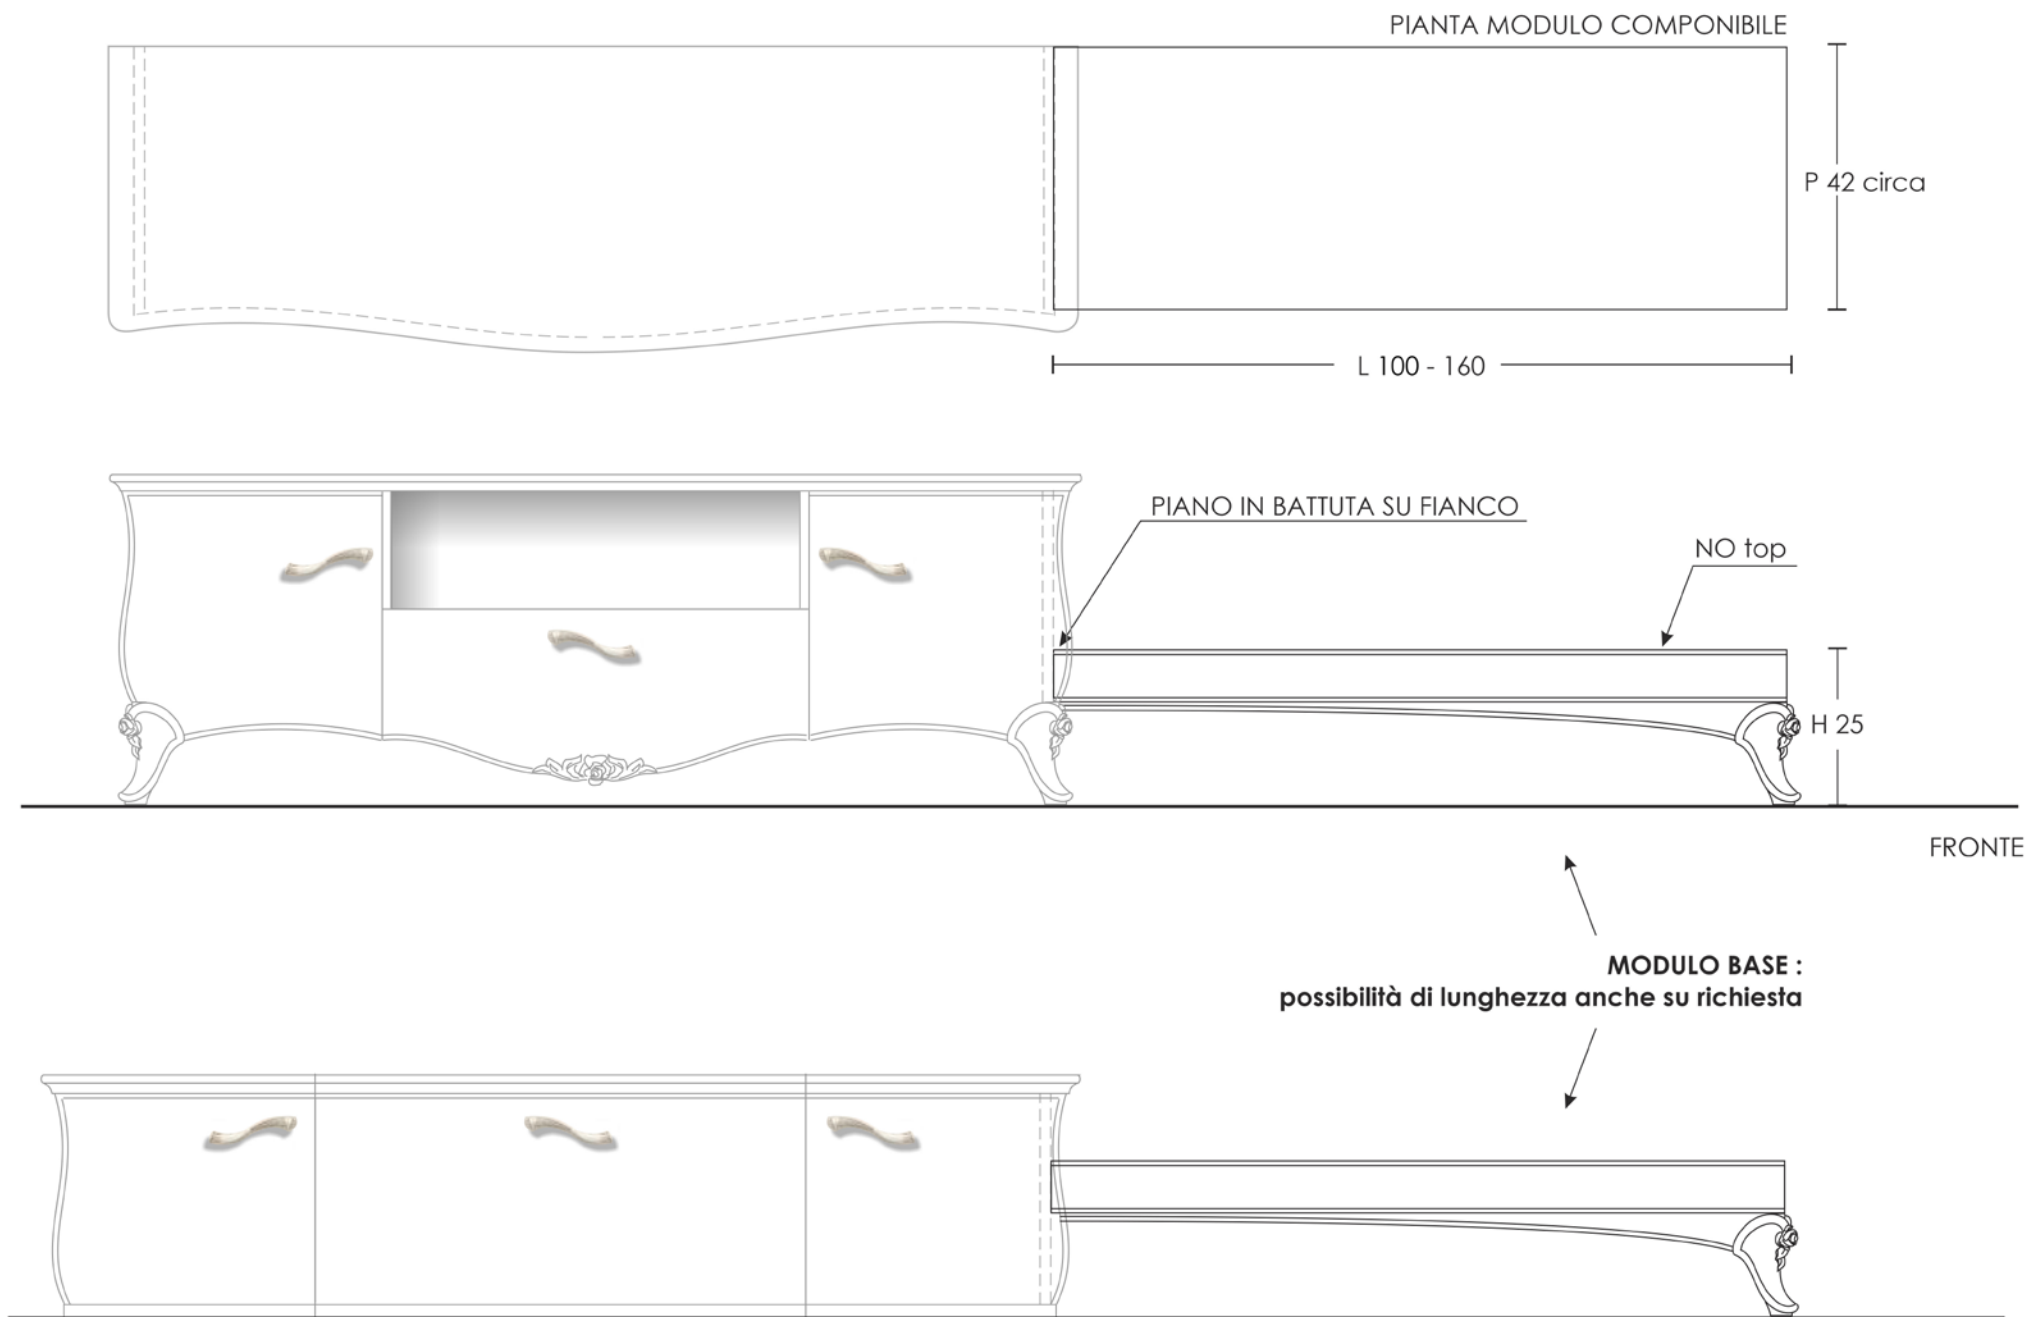 PIANTA MODULO COMPONIBILE
P 42 circa
L 100 - 160
PIANO IN BATTUTA SU FIANCO
NO top
H 25
FRONTE
MODULO BASE :
possibilità di lunghezza anche su richiesta